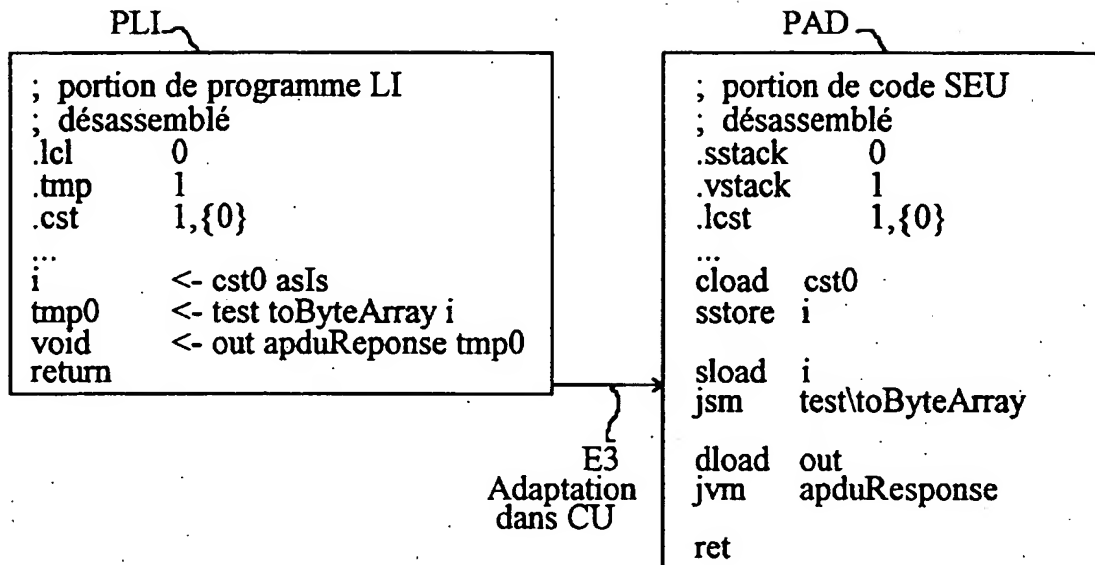 PLI
; portion de programme LI
; désassemblé
.lcl 0
.tmp 1
.cst 1,{0}
...
i <- cst0 asIs
tmp0 <- test toByteArray i
void <- out apduReponse tmp0
return
E3
Adaptation
dans CU
PAD
; portion de code SEU
; désassemblé
.sstack 0
.vstack 1
.lcst 1,{0}
...
cload cst0
sstore i
sload i
jsm test\toByteArray
dload out
jvm apduResponse
ret